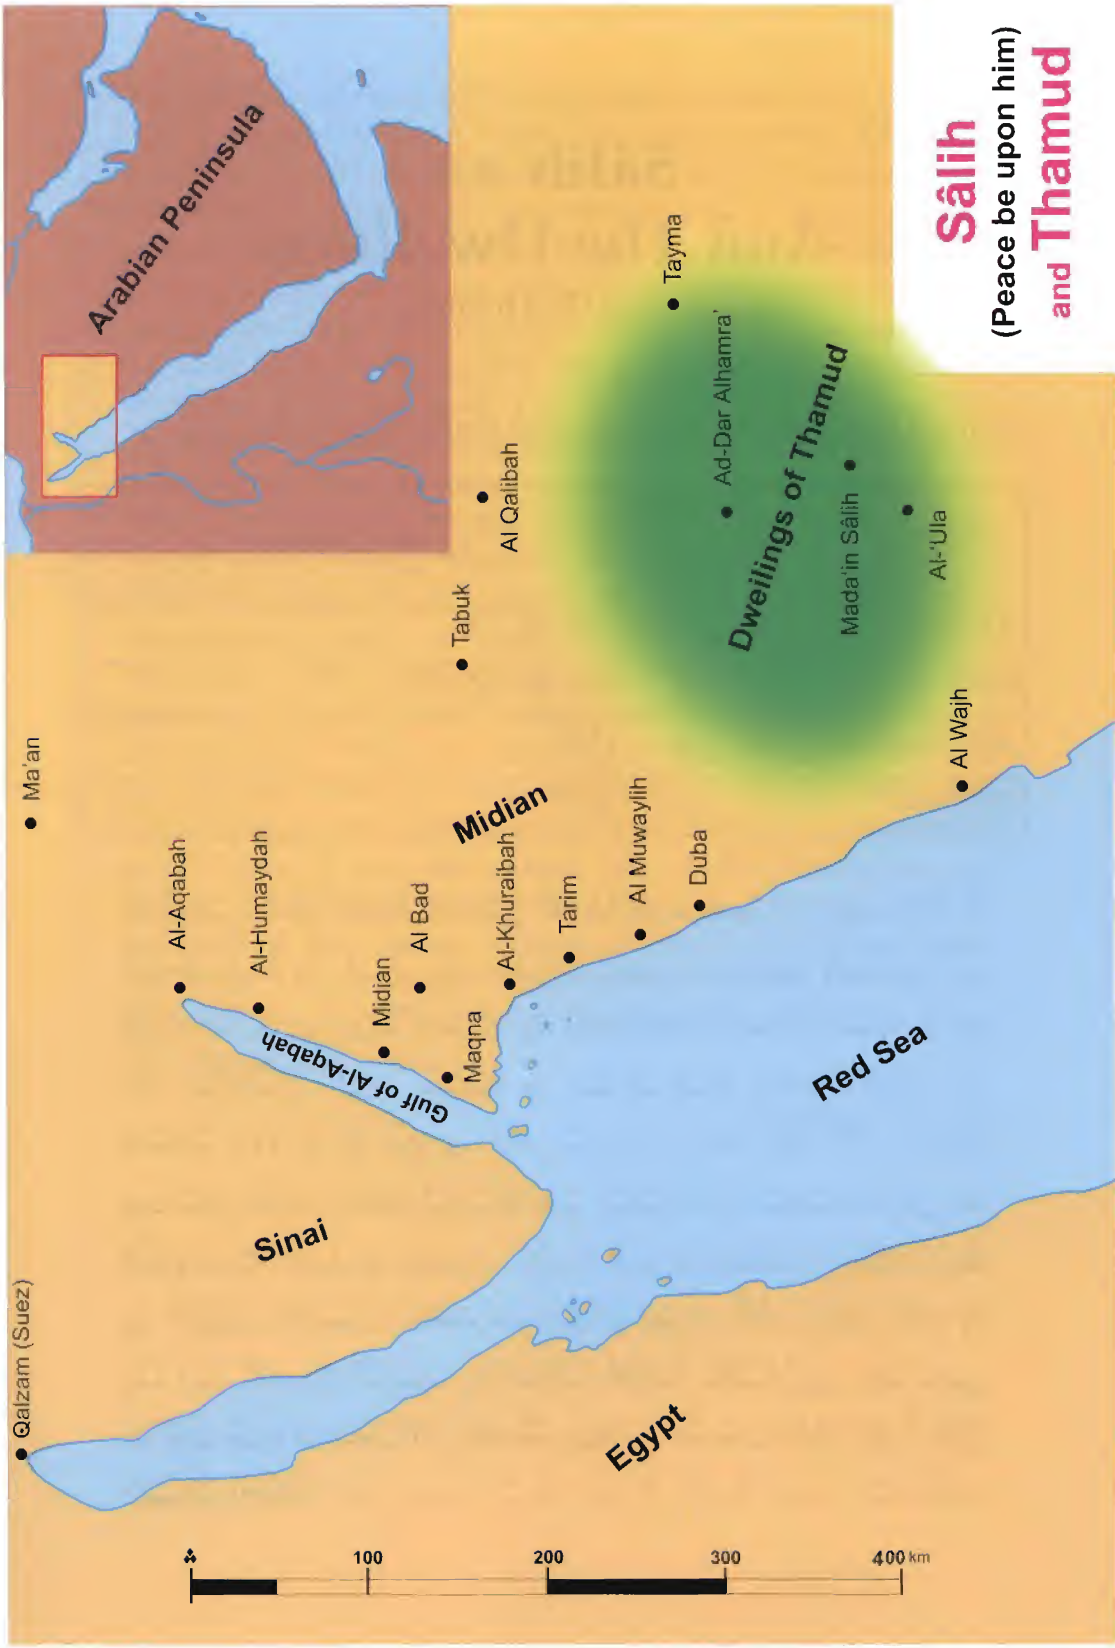 Sâlih
(Peace be upon him)
and Thamud
Arabian Peninsula
Qalzam (Suez)
Ma'an
Al-Aqabah
Al-Humaydah
Gulf of Al-Aqabah
Midian
Al Bad
Maqna
Al-Khuraibah
Tarim
Al Muwaylih
Duba
Al Wajh
Midian
Tabuk
Al Qalibah
Tayma
Ad-Dar Alhamra'
Dweilings of Thamud
Mada'in Sâlih
Al-'Ula
Sinai
Red Sea
Egypt
100
200
300
400 km